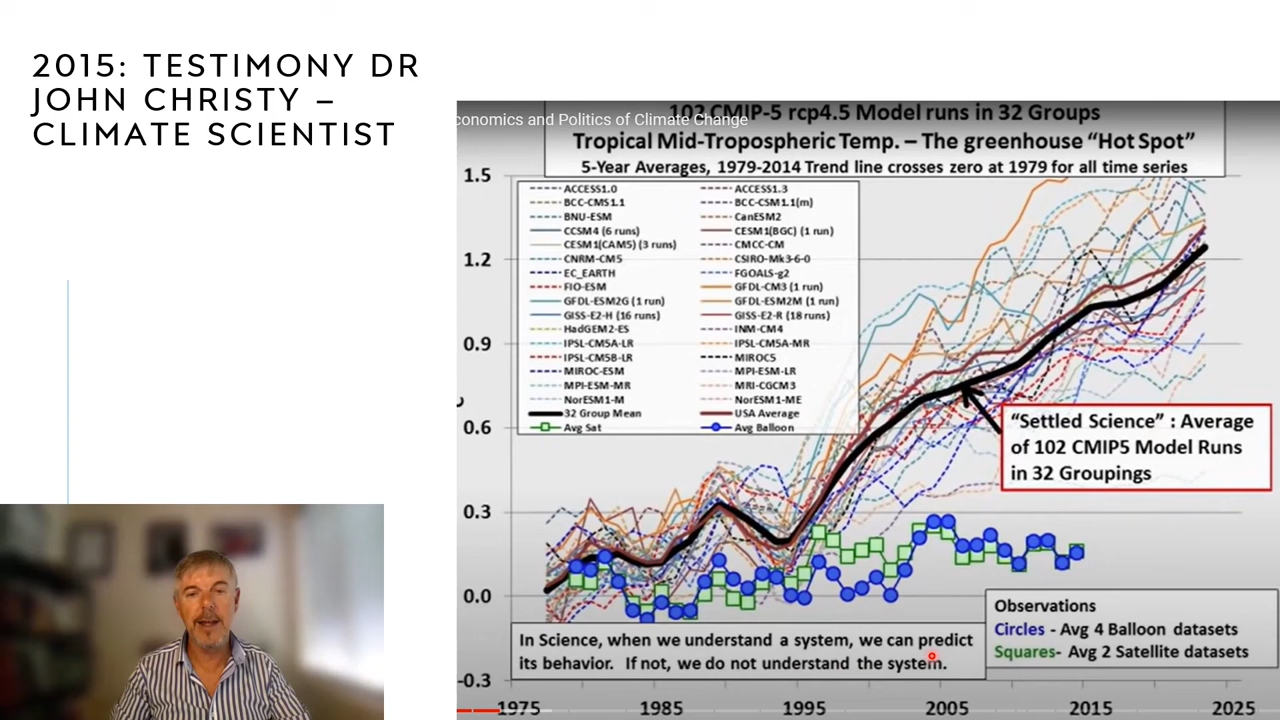 2015: TESTIMONY DR
JOHN CHRISTY –
CLIMATE SCIENTIST
conomics and Politics of Climate Change
102 CMIP-5 rcp4.5 Model runs in 32 Groups
Tropical Mid-Tropospheric Temp. – The greenhouse “Hot Spot”
5-Year Averages, 1979-2014 Trend line crosses zero at 1979 for all time series
1.5
1.2
0.9
0.6
0.3
0.0
-0.3
ACCESS1.0 ACCESS1.3
BCC-CMS1.1 BCC-CSM1.1(m)
BNU-ESM CanESM2
CCSM4 (6 runs) CESM1(BGC) (1 run)
CESM1(CAM5) (3 runs) CMCC-CM
CNRM-CM5 CSIRO-Mk3-6-0
EC_EARTH FGOALS-g2
FIO-ESM GFDL-CM3 (1 run)
GFDL-ESM2G (1 run) GFDL-ESM2M (1 run)
GISS-E2-H (16 runs) GISS-E2-R (18 runs)
HadGEM2-ES INM-CM4
IPSL-CM5A-LR IPSL-CM5A-MR
IPSL-CM5B-LR MIROC5
MIROC-ESM MPI-ESM-LR
MPI-ESM-MR MRI-CGCM3
NorESM1-M NorESM1-ME
32 Group Mean USA Average
Avg Sat Avg Balloon
“Settled Science” : Average
of 102 CMIP5 Model Runs
in 32 Groupings
Observations
Circles - Avg 4 Balloon datasets
Squares- Avg 2 Satellite datasets
In Science, when we understand a system, we can predict
its behavior. If not, we do not understand the system.
1975 1985 1995 2005 2015 2025